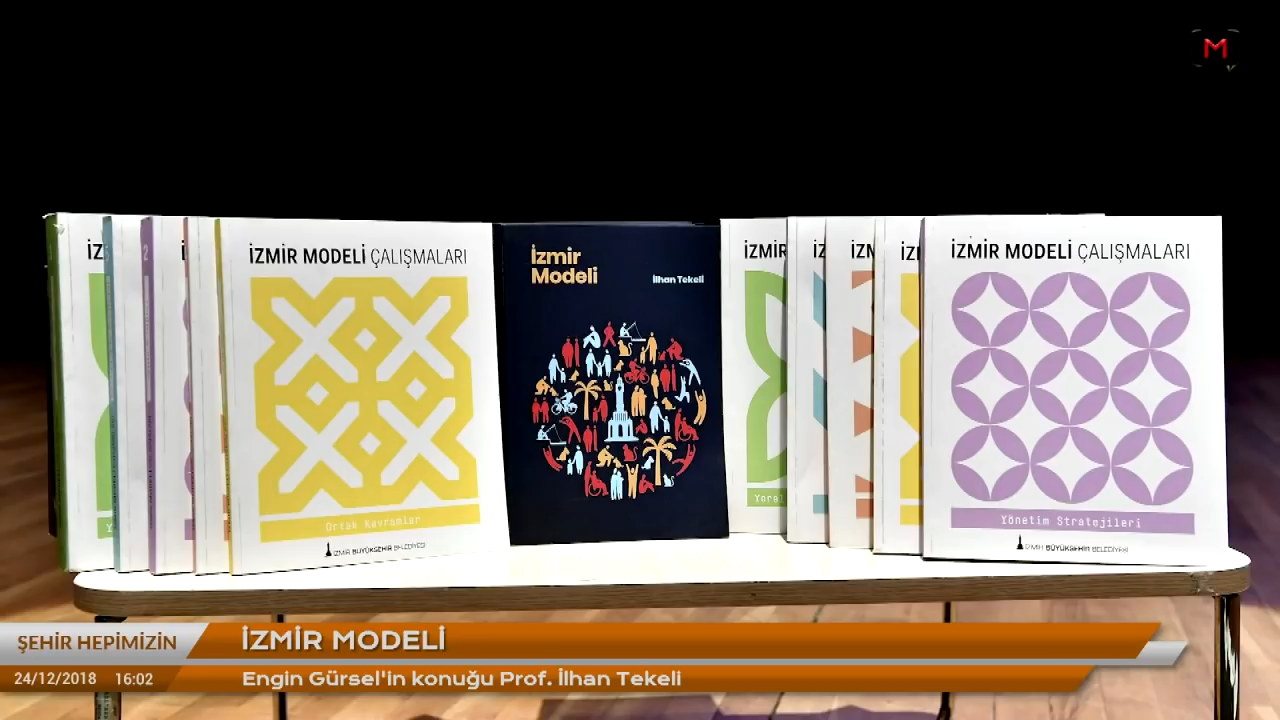 M
İZMİR MODELİ ÇALIŞMALARI
Ortak Kavramlar
İZMİR BÜYÜKŞEHİR BELEDİYESİ
2
İzmir
Modeli
İlhan Tekeli
İZMİR
İZMİR MODELİ ÇALIŞMALARI
Yönetim Stratejileri
İZMİR BÜYÜKŞEHİR BELEDİYESİ
ŞEHİR HEPİMİZİN
İZMİR MODELİ
24/12/2018 16:02
Engin Gürsel'in konuğu Prof. İlhan Tekeli